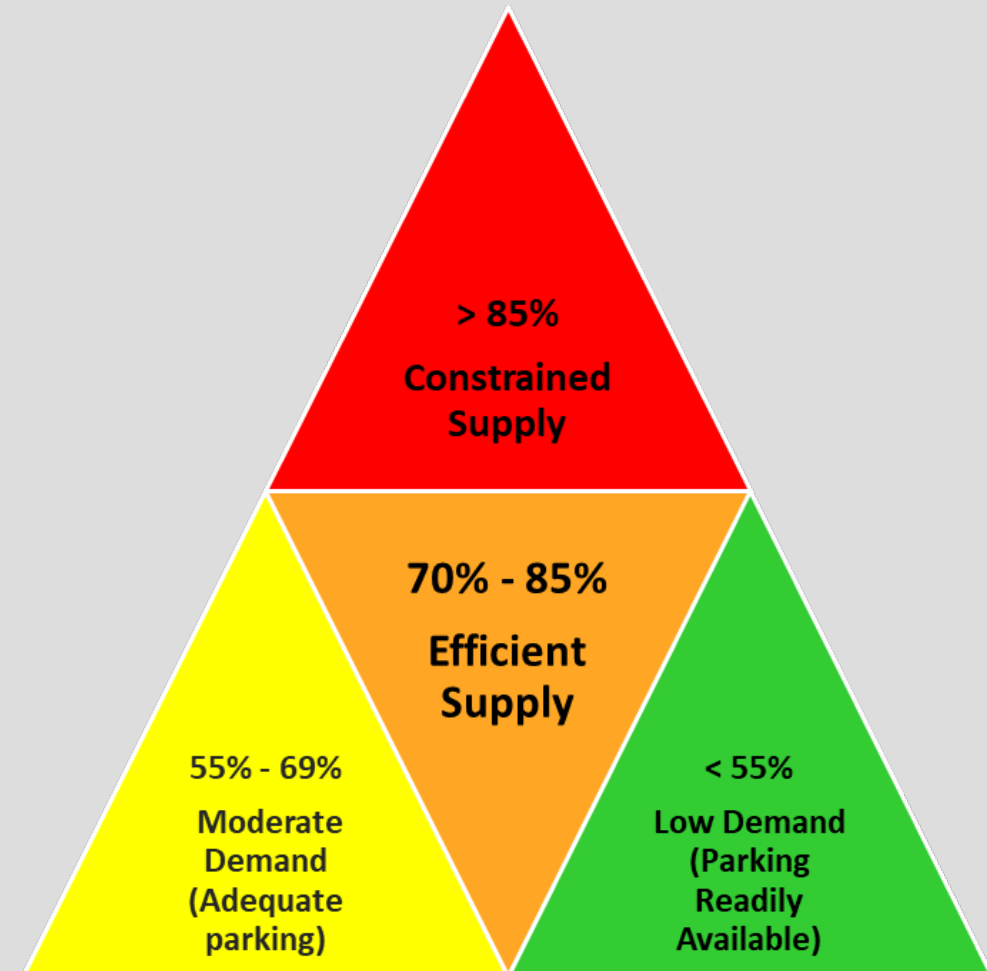 > 85%
Constrained
Supply
70% - 85%
Efficient
Supply
55% - 69%
Moderate
Demand
(Adequate
parking)
< 55%
Low Demand
(Parking
Readily
Available)